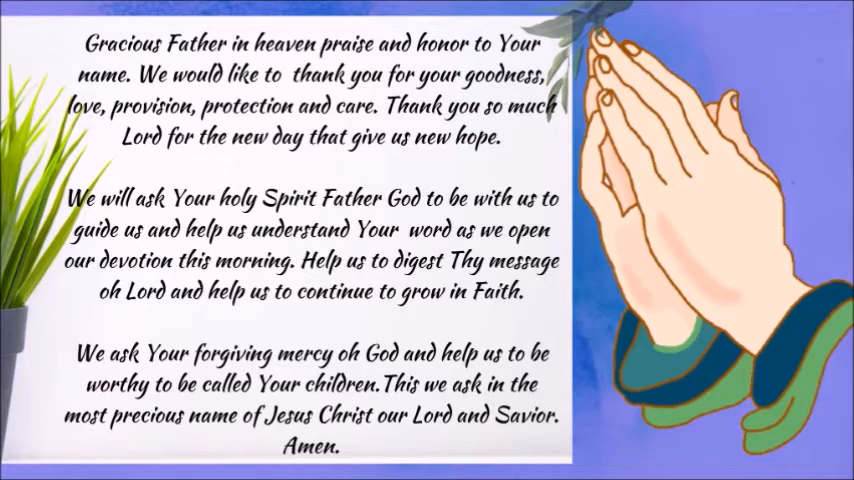 Gracious Father in heaven praise and honor to Your
name. We would like to thank you for your goodness,
love, provision, protection and care. Thank you so much
Lord for the new day that give us new hope.
We will ask Your holy Spirit Father God to be with us to
guide us and help us understand Your word as we open
our devotion this morning. Help us to digest Thy message
oh Lord and help us to continue to grow in Faith.
We ask Your forgiving mercy oh God and help us to be
worthy to be called Your children.This we ask in the
most precious name of Jesus Christ our Lord and Savior.
Amen.